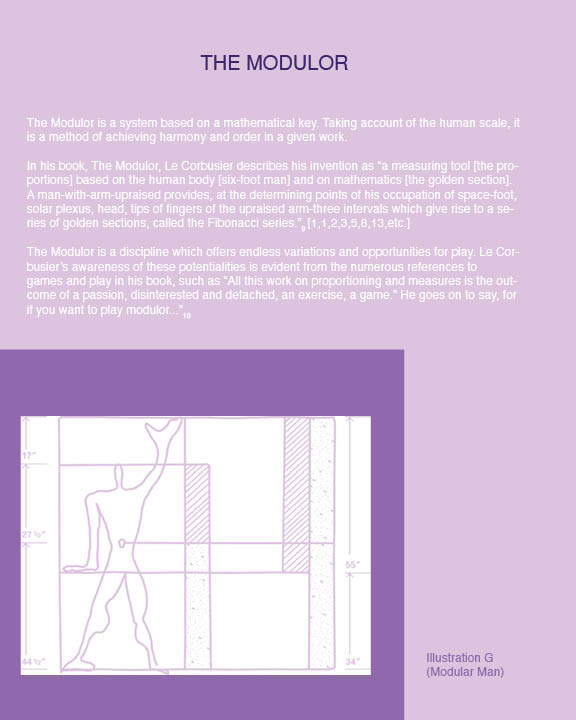 THE MODULOR
The Modulor is a system based on a mathematical key. Taking account of the human scale, it
is a method of achieving harmony and order in a given work.
In his book, The Modulor, Le Corbusier describes his invention as “a measuring tool [the pro-
portions] based on the human body [six-foot man] and on mathematics [the golden section].
A man-with-arm-upraised provides, at the determining points of his occupation of space-foot,
solar plexus, head, tips of fingers of the upraised arm-three intervals which give rise to a se-
ries of golden sections, called the Fibonacci series.”9 [1,1,2,3,5,8,13,etc.]
The Modulor is a discipline which offers endless variations and opportunities for play. Le Cor-
busier’s awareness of these potentialities is evident from the numerous references to
games and play in his book, such as “All this work on proportioning and measures is the out-
come of a passion, disinterested and detached, an exercise, a game.” He goes on to say, for
if you want to play modulor...”10
17"
27 ½"
55"
44 ½"
34"
Illustration G
(Modular Man)